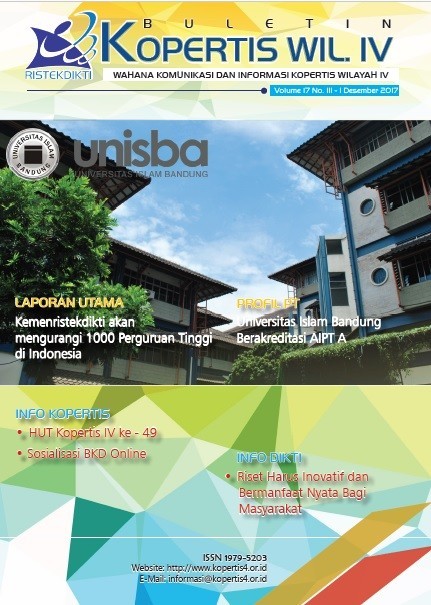 BULETIN
KOPERTIS WIL. IV
RISTEKDIKTI
WAHANA KOMUNIKASI DAN INFORMASI KOPERTIS WILAYAH IV
Volume 17 No. III - 1 Desember 2017
UNIVERSITAS ISLAM
BANDUNG
unisba
UNIVERSITAS ISLAM BANDUNG
LAPORAN UTAMA
Kemenristekdikti akan
mengurangi 1000 Perguruan Tinggi
di Indonesia
PROFIL PT
Universitas Islam Bandung
Berakreditasi AIPT A
INFO KOPERTIS
• HUT Kopertis IV ke - 49
• Sosialisasi BKD Online
INFO DIKTI
• Riset Harus Inovatif dan
Bermanfaat Nyata Bagi
Masyarakat
ISSN 1979-5203
Website: http://www.kopertis4.or.id
E-Mail: informasi@kopertis4.or.id